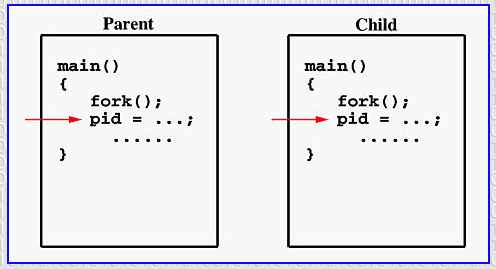 Parent
main()
{
fork();
pid = ...;
......
}
Child
main()
{
fork();
pid = ...;
......
}